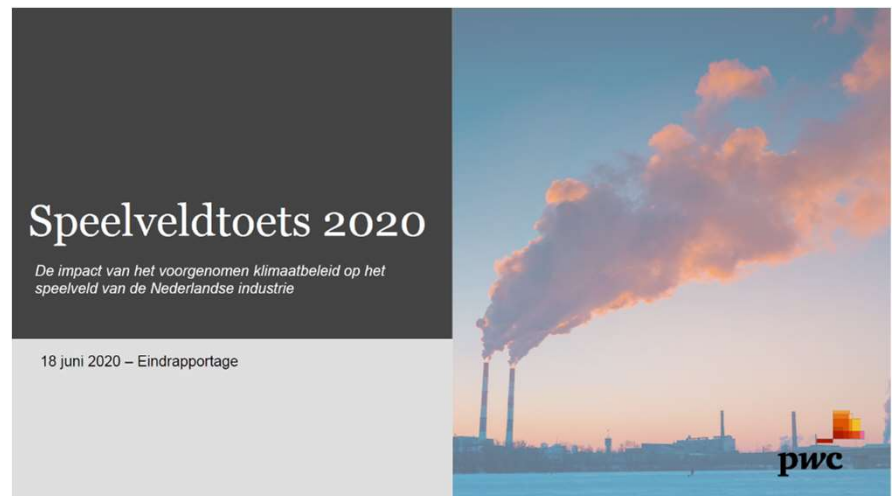 Speelveldtoets 2020
De impact van het voorgenomen klimaatbeleid op het
speelveld van de Nederlandse industrie
18 juni 2020 – Eindrapportage
pwc